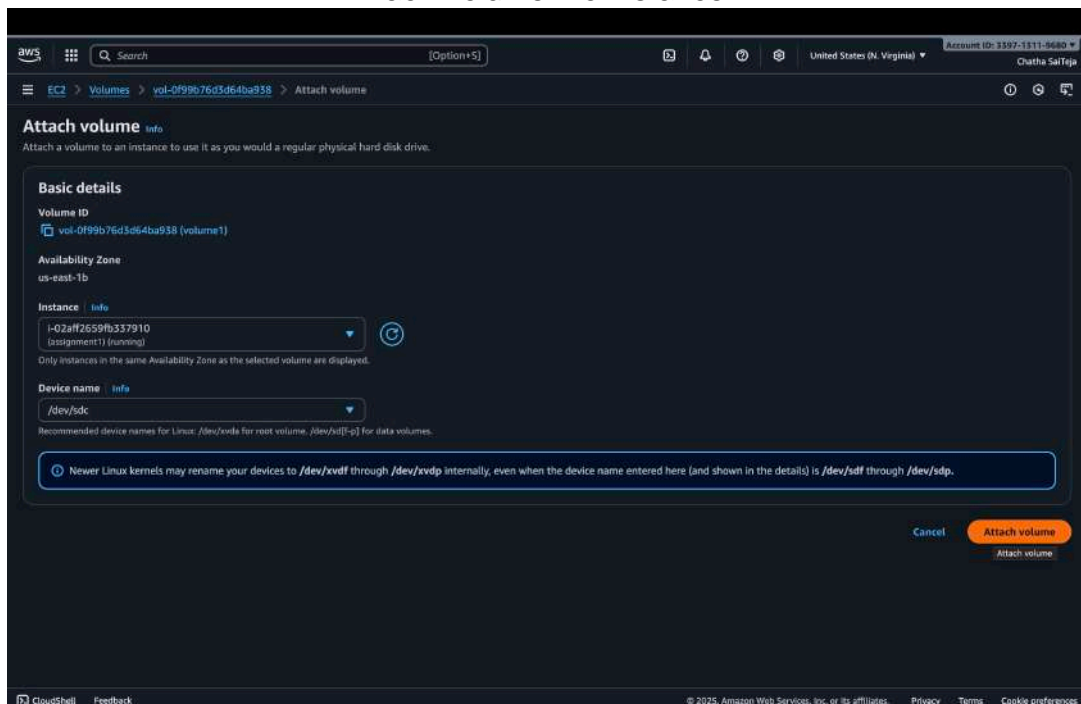 aws
Search
[Option+S]
United States (N. Virginia)
Account ID: 3397-1311-9680
Chatha SaiTeja
EC2 > Volumes > vol-0f99b76d3d64ba938 > Attach volume
Attach volume Info
Attach a volume to an instance to use it as you would a regular physical hard disk drive.
Basic details
Volume ID
vol-0f99b76d3d64ba938 (volume1)
Availability Zone
us-east-1b
Instance | Info
i-02aff2659fb337910
(assignment1) (running)
Only instances in the same Availability Zone as the selected volume are displayed.
Device name | Info
/dev/sdc
Recommended device names for Linux: /dev/xvda for root volume. /dev/sd[f-p] for data volumes.
Newer Linux kernels may rename your devices to /dev/xvdf through /dev/xvdp internally, even when the device name entered here (and shown in the details) is /dev/sdf through /dev/sdp.
Cancel
Attach volume
Attach volume
CloudShell Feedback
© 2025, Amazon Web Services, Inc. or its affiliates. Privacy Terms Cookie preferences